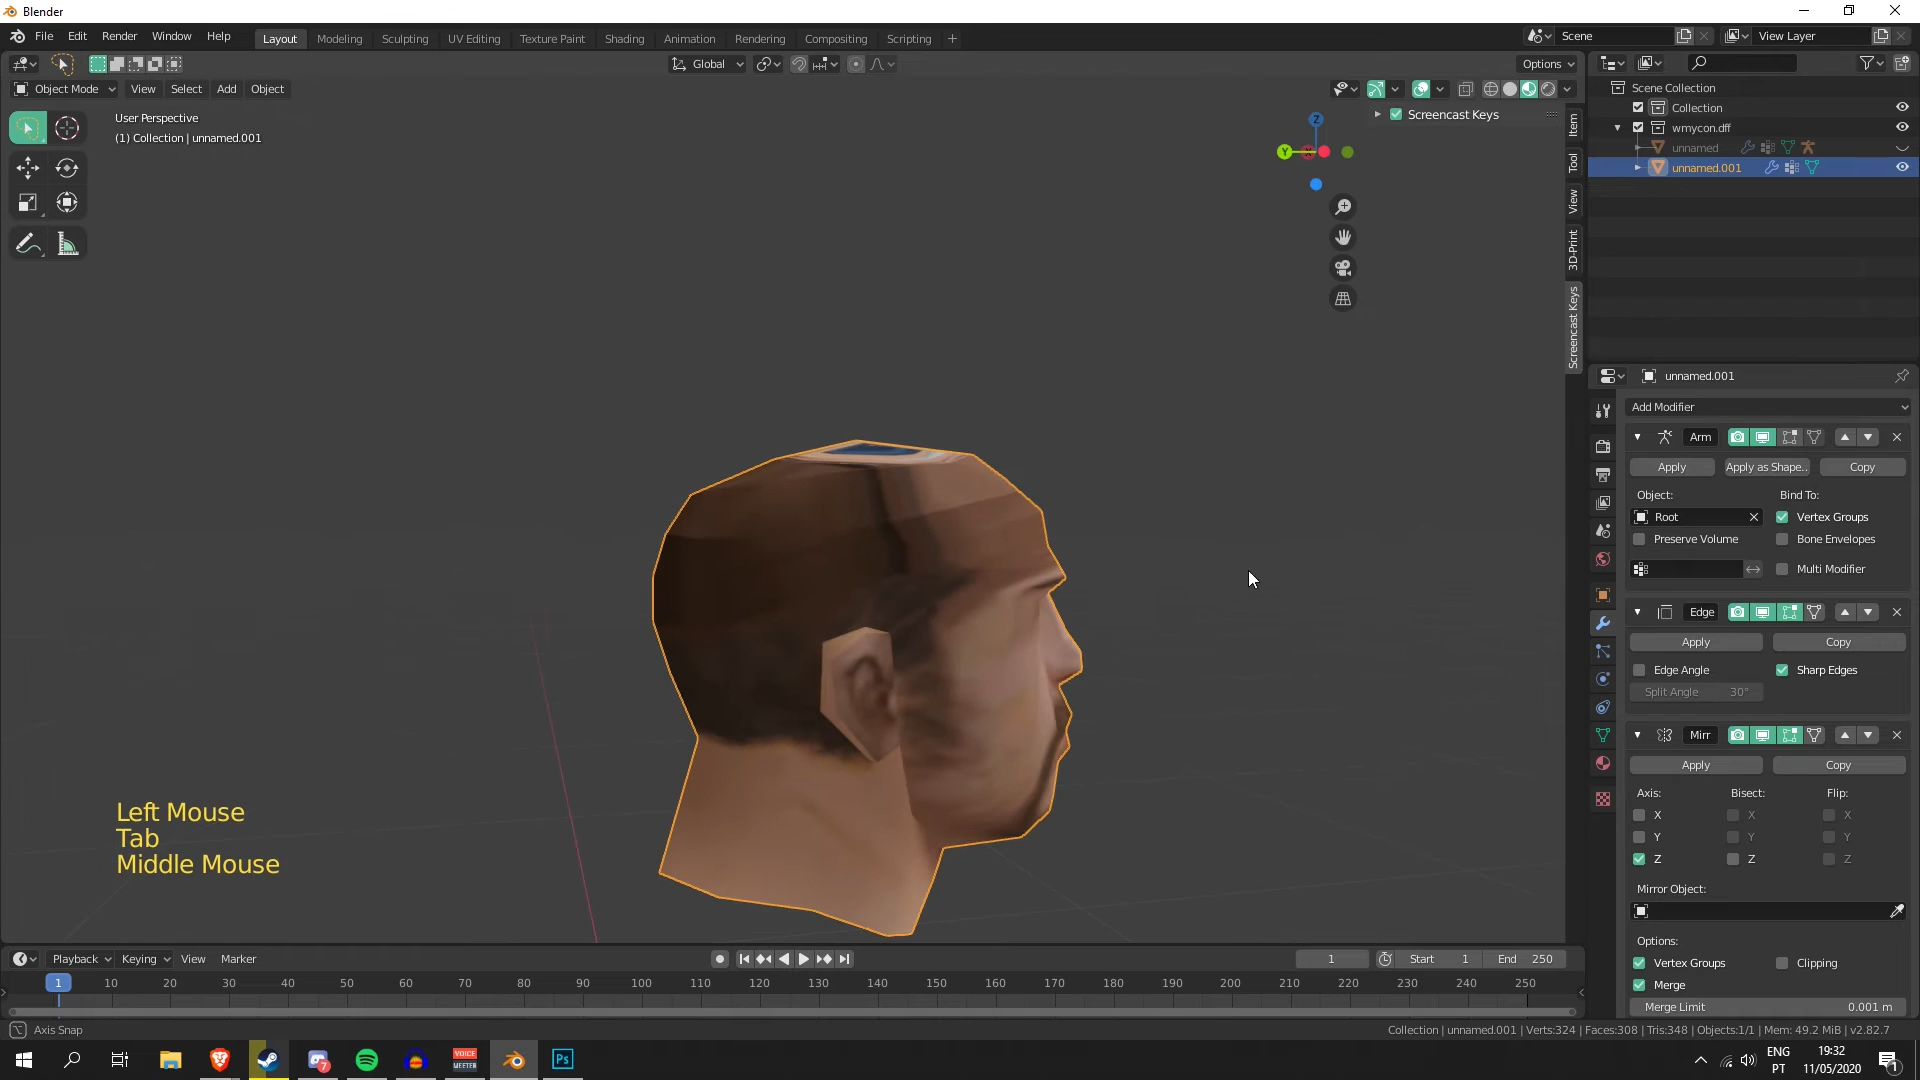 Blender
File Edit Render Window Help
Layout Modeling Sculpting UV Editing Texture Paint Shading Animation Rendering Compositing Scripting +
Scene
View Layer
Global
Options
Object Mode View Select Add Object
User Perspective
(1) Collection | unnamed.001
Screencast Keys
Z
Y
X
Item
Tool
View
3D-Print
Screencast Keys
Scene Collection
Collection
wmycon.dff
unnamed
unnamed.001
unnamed.001
Add Modifier
Arm
Apply
Apply as Shape..
Copy
Object:
Bind To:
Root
Vertex Groups
Preserve Volume
Bone Envelopes
Multi Modifier
Edge
Apply
Copy
Edge Angle
Sharp Edges
Split Angle 30°
Mirr
Apply
Copy
Axis: Bisect: Flip:
X X X
Y Y Y
Z Z Z
Mirror Object:
Options:
Vertex Groups
Clipping
Merge
Merge Limit 0.001 m
Left Mouse
Tab
Middle Mouse
Playback Keying View Marker
1
Start 1
End 250
1 10 20 30 40 50 60 70 80 90 100 110 120 130 140 150 160 170 180 190 200 210 220 230 240 250
Axis Snap
Collection | unnamed.001 | Verts:324 | Faces:308 | Tris:348 | Objects:1/1 | Mem: 49.2 MiB | v2.82.7
7
VOICE
MEETER
Ps
ENG
PT
19:32
11/05/2020
1